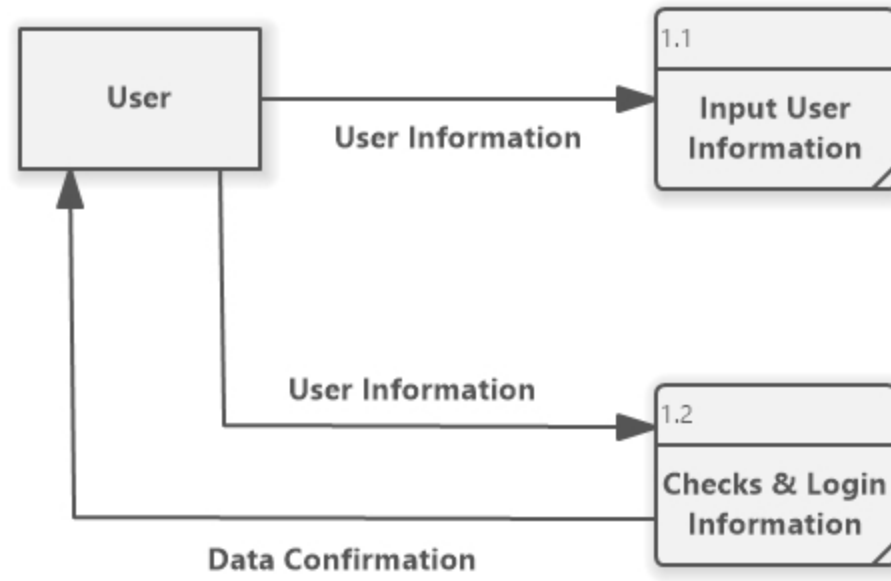 User
1.1
Input User
Information
User Information
User Information
1.2
Checks & Login
Information
Data Confirmation